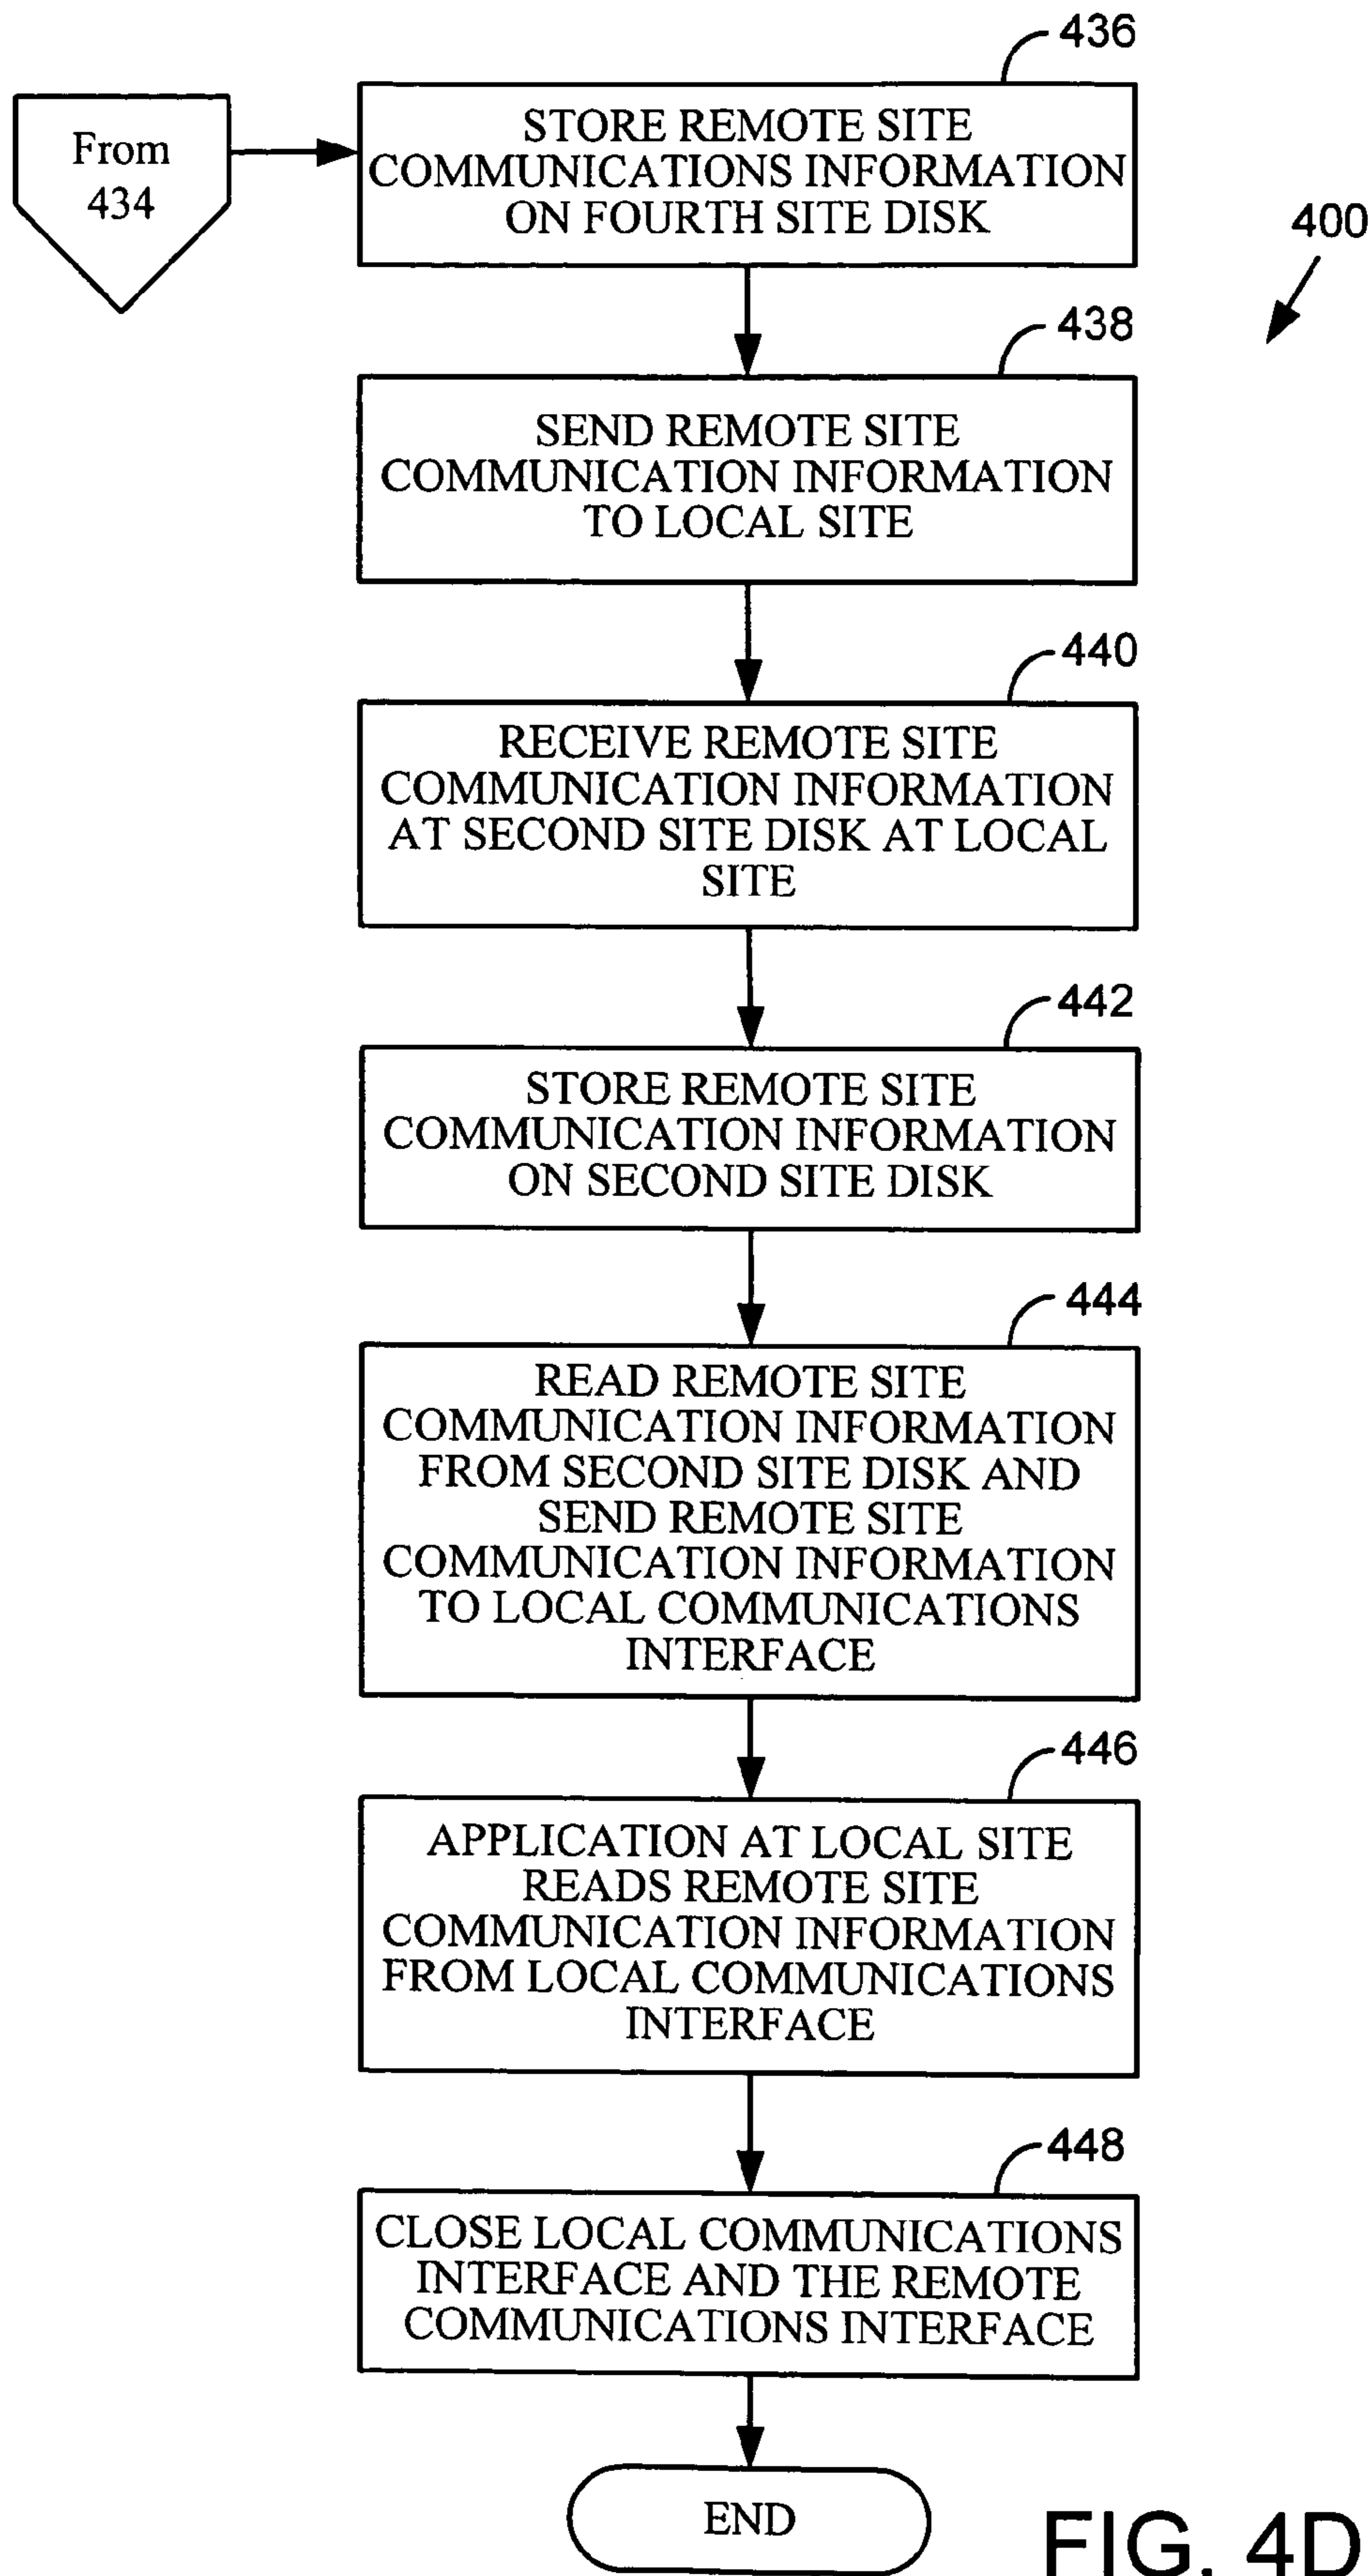 436
From
434
STORE REMOTE SITE
COMMUNICATIONS INFORMATION
ON FOURTH SITE DISK
400
438
SEND REMOTE SITE
COMMUNICATION INFORMATION
TO LOCAL SITE
440
RECEIVE REMOTE SITE
COMMUNICATION INFORMATION
AT SECOND SITE DISK AT LOCAL
SITE
442
STORE REMOTE SITE
COMMUNICATION INFORMATION
ON SECOND SITE DISK
444
READ REMOTE SITE
COMMUNICATION INFORMATION
FROM SECOND SITE DISK AND
SEND REMOTE SITE
COMMUNICATION INFORMATION
TO LOCAL COMMUNICATIONS
INTERFACE
446
APPLICATION AT LOCAL SITE
READS REMOTE SITE
COMMUNICATION INFORMATION
FROM LOCAL COMMUNICATIONS
INTERFACE
448
CLOSE LOCAL COMMUNICATIONS
INTERFACE AND THE REMOTE
COMMUNICATIONS INTERFACE
END
FIG. 4D